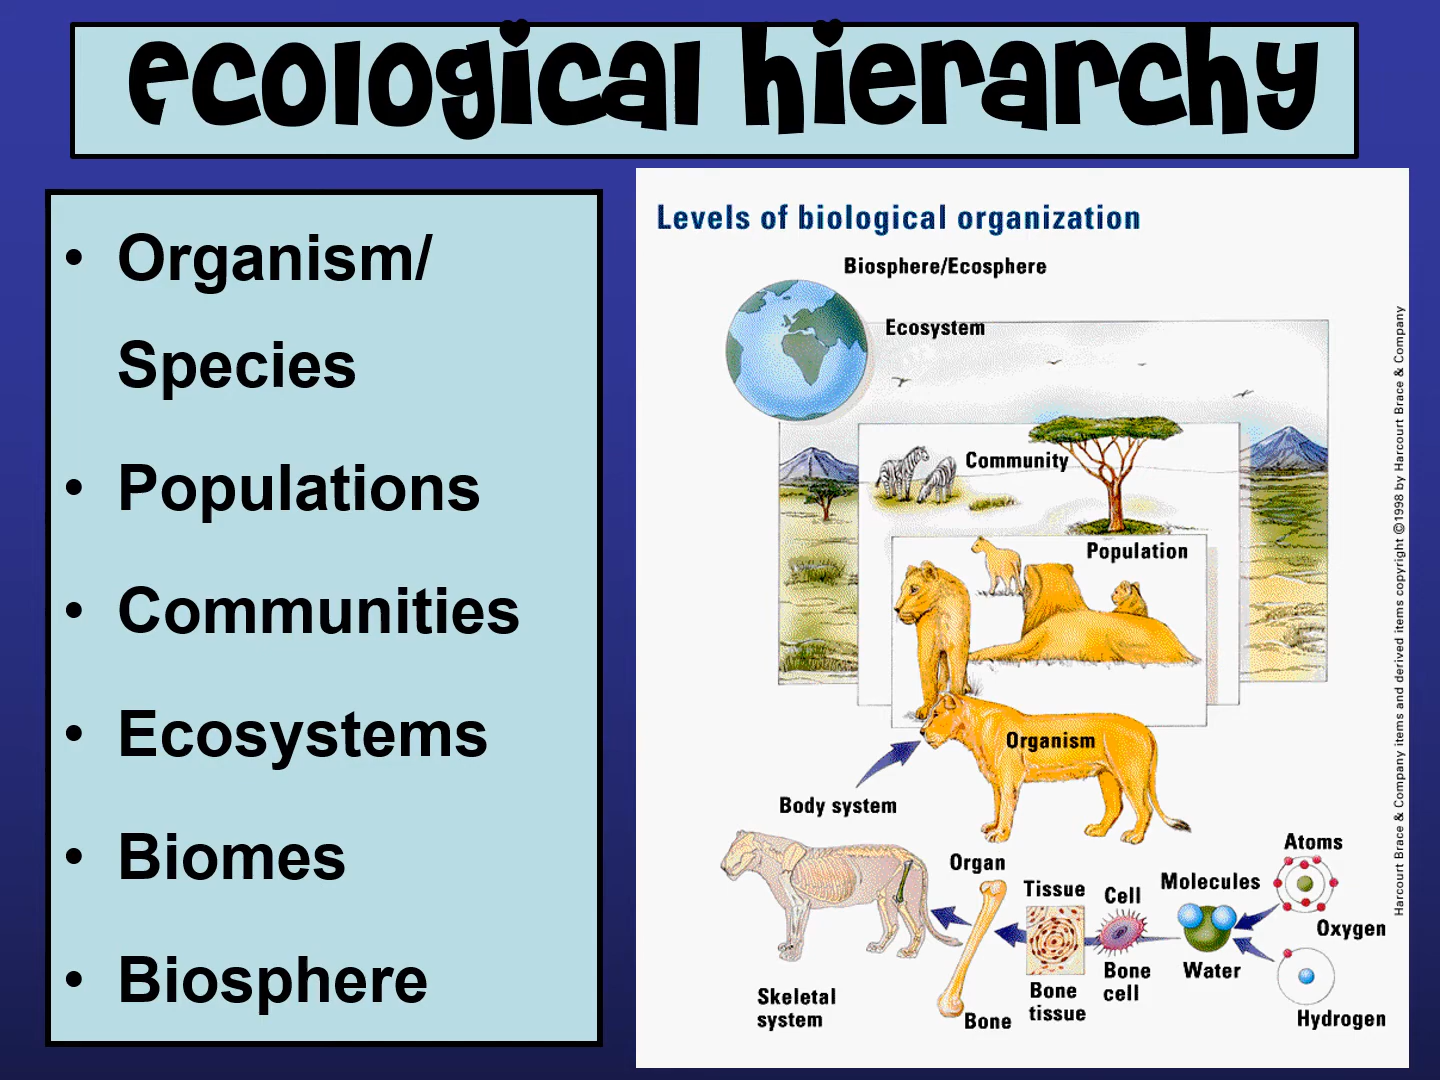 ecological hierarchy
• Organism/
Species
• Populations
• Communities
• Ecosystems
• Biomes
• Biosphere
Levels of biological organization
Biosphere/Ecosphere
Ecosystem
Community
Population
Organism
Body system
Skeletal
system
Organ
Bone
Tissue
Bone
tissue
Cell
Bone
cell
Molecules
Water
Atoms
Oxygen
Hydrogen
Harcourt Brace & Company items and derived items copyright ©1998 by Harcourt Brace & Company